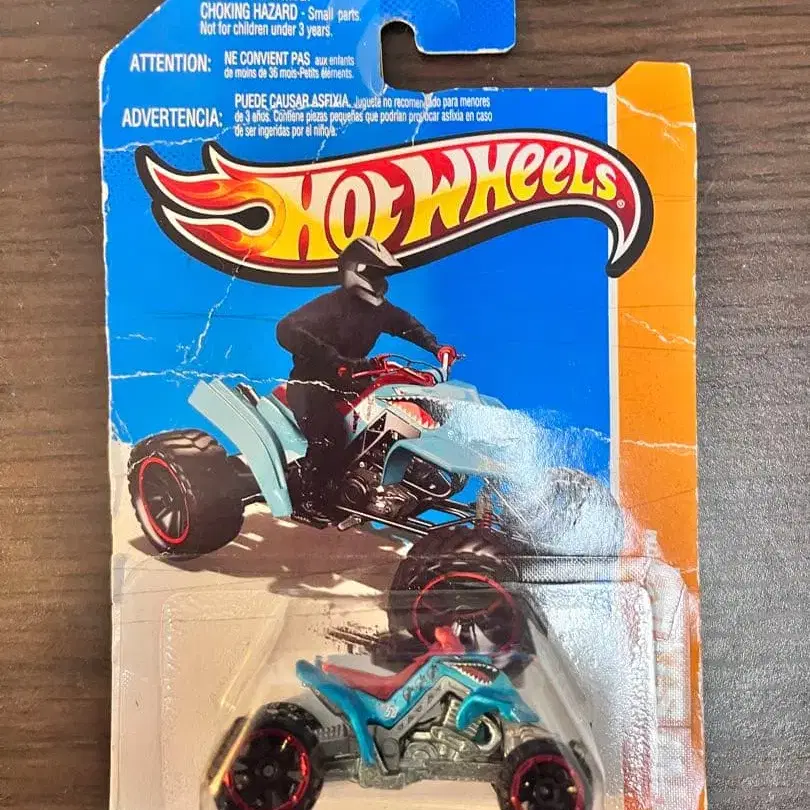 CHOKING HAZARD - Small parts.
Not for children under 3 years.
ATTENTION: NE CONVIENT PAS aux enfants
de moins de 36 mois-Petits éléments.
ADVERTENCIA: PUEDE CAUSAR ASFIXIA. Juguete no recomendado para menores
de 3 años. Contiene piezas pequeñas que podrían provocar asfixia en caso
de ser ingeridas por el niño/a.
HOT WHEELS®